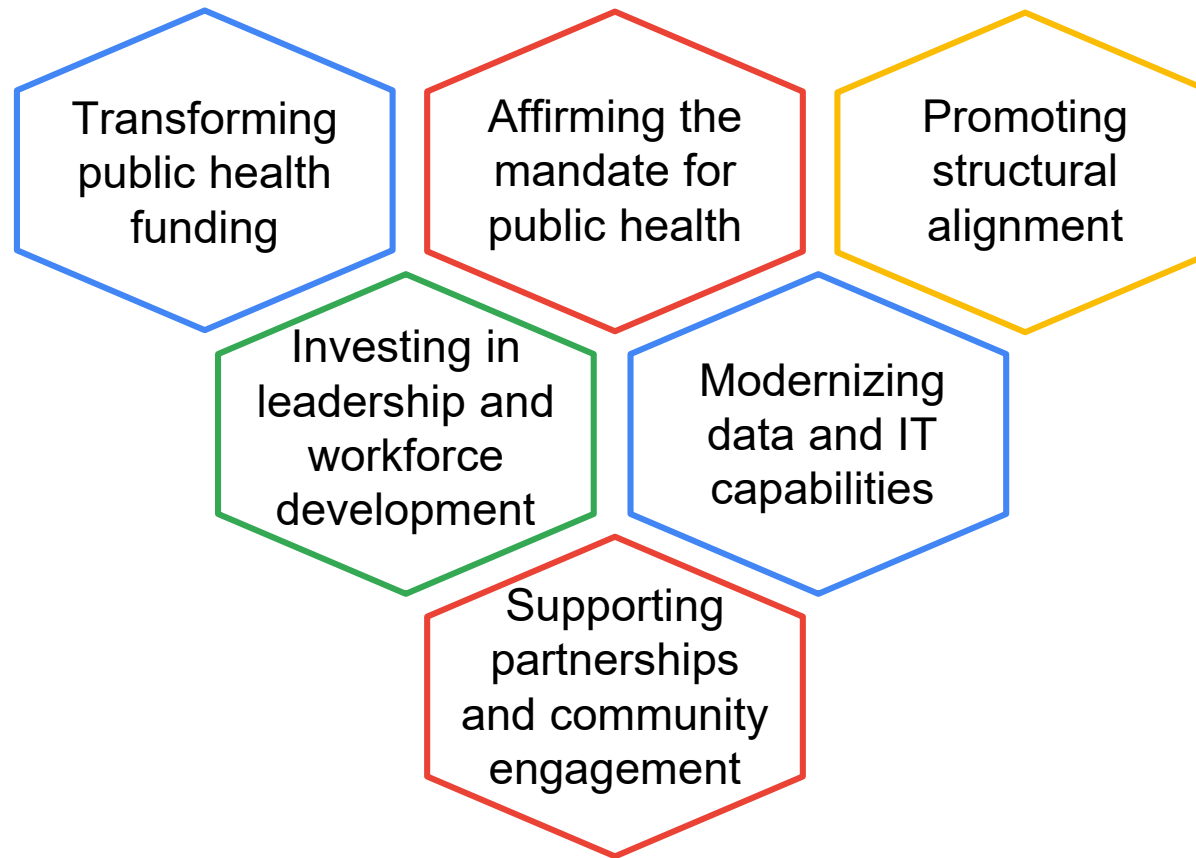 Transforming
public health
funding
Affirming the
mandate for
public health
Promoting
structural
alignment
Investing in
leadership and
workforce
development
Modernizing
data and IT
capabilities
Supporting
partnerships
and community
engagement